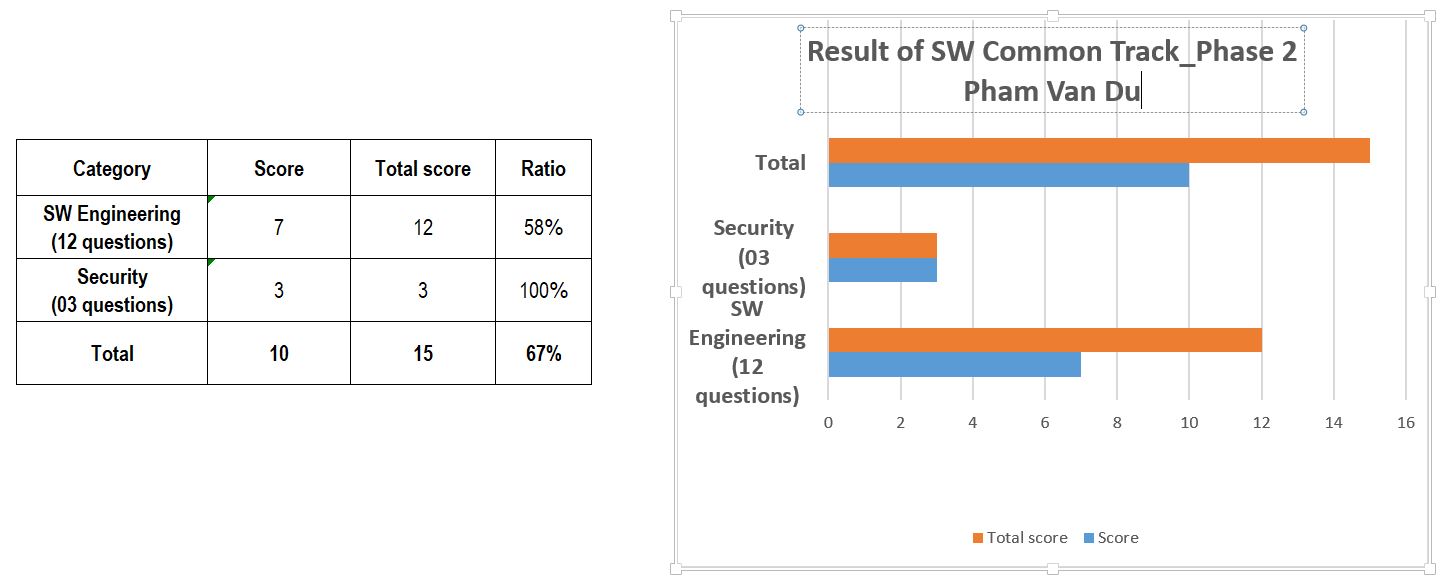 Category Score Total score Ratio
SW Engineering
(12 questions) 7 12 58%
Security
(03 questions) 3 3 100%
Total 10 15 67%
Result of SW Common Track_Phase 2
Pham Van Du
Total
Security
(03
questions)
SW
Engineering
(12
questions)
0 2 4 6 8 10 12 14 16
Total score Score